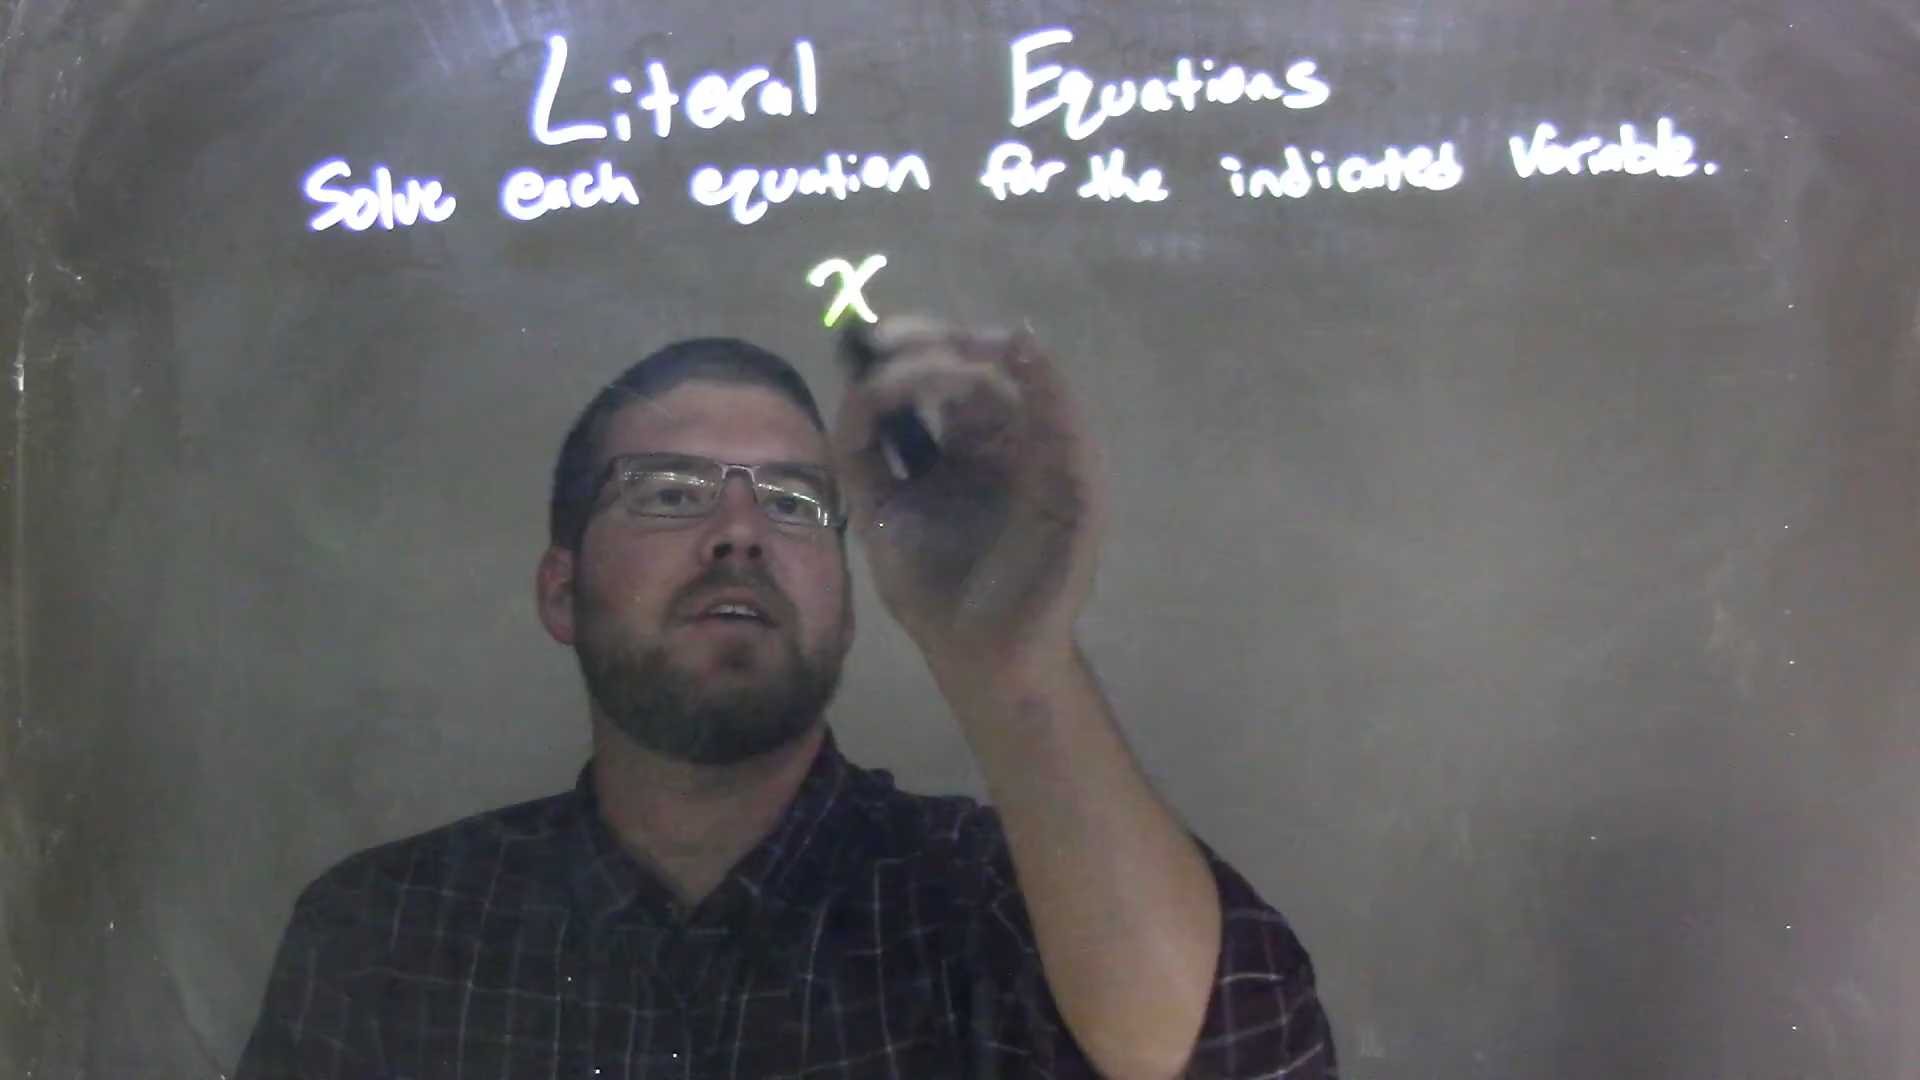 Literal Equations
Solve each equation for the indicated variable.
x